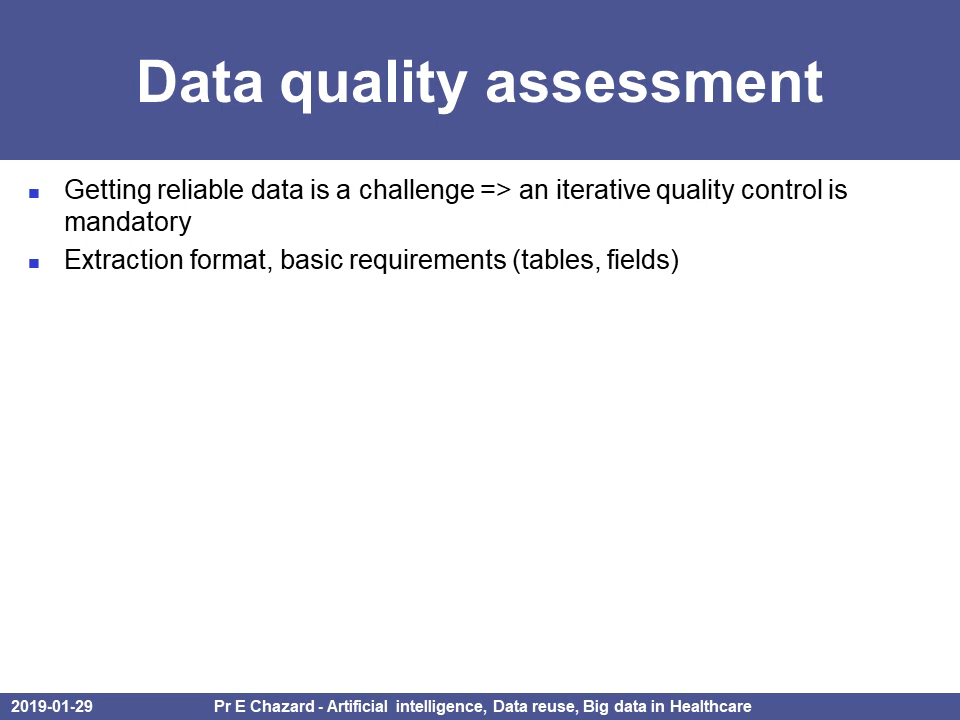 Data quality assessment
Getting reliable data is a challenge => an iterative quality control is
mandatory
Extraction format, basic requirements (tables, fields)
2019-01-29 Pr E Chazard - Artificial intelligence, Data reuse, Big data in Healthcare